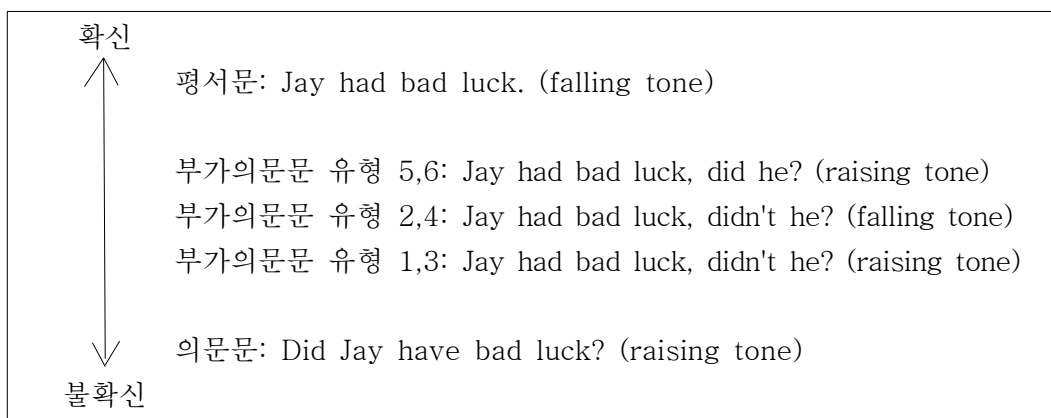 확신
평서문: Jay had bad luck. (falling tone)
부가의문문 유형 5,6: Jay had bad luck, did he? (raising tone)
부가의문문 유형 2,4: Jay had bad luck, didn't he? (falling tone)
부가의문문 유형 1,3: Jay had bad luck, didn't he? (raising tone)
의문문: Did Jay have bad luck? (raising tone)
불확신